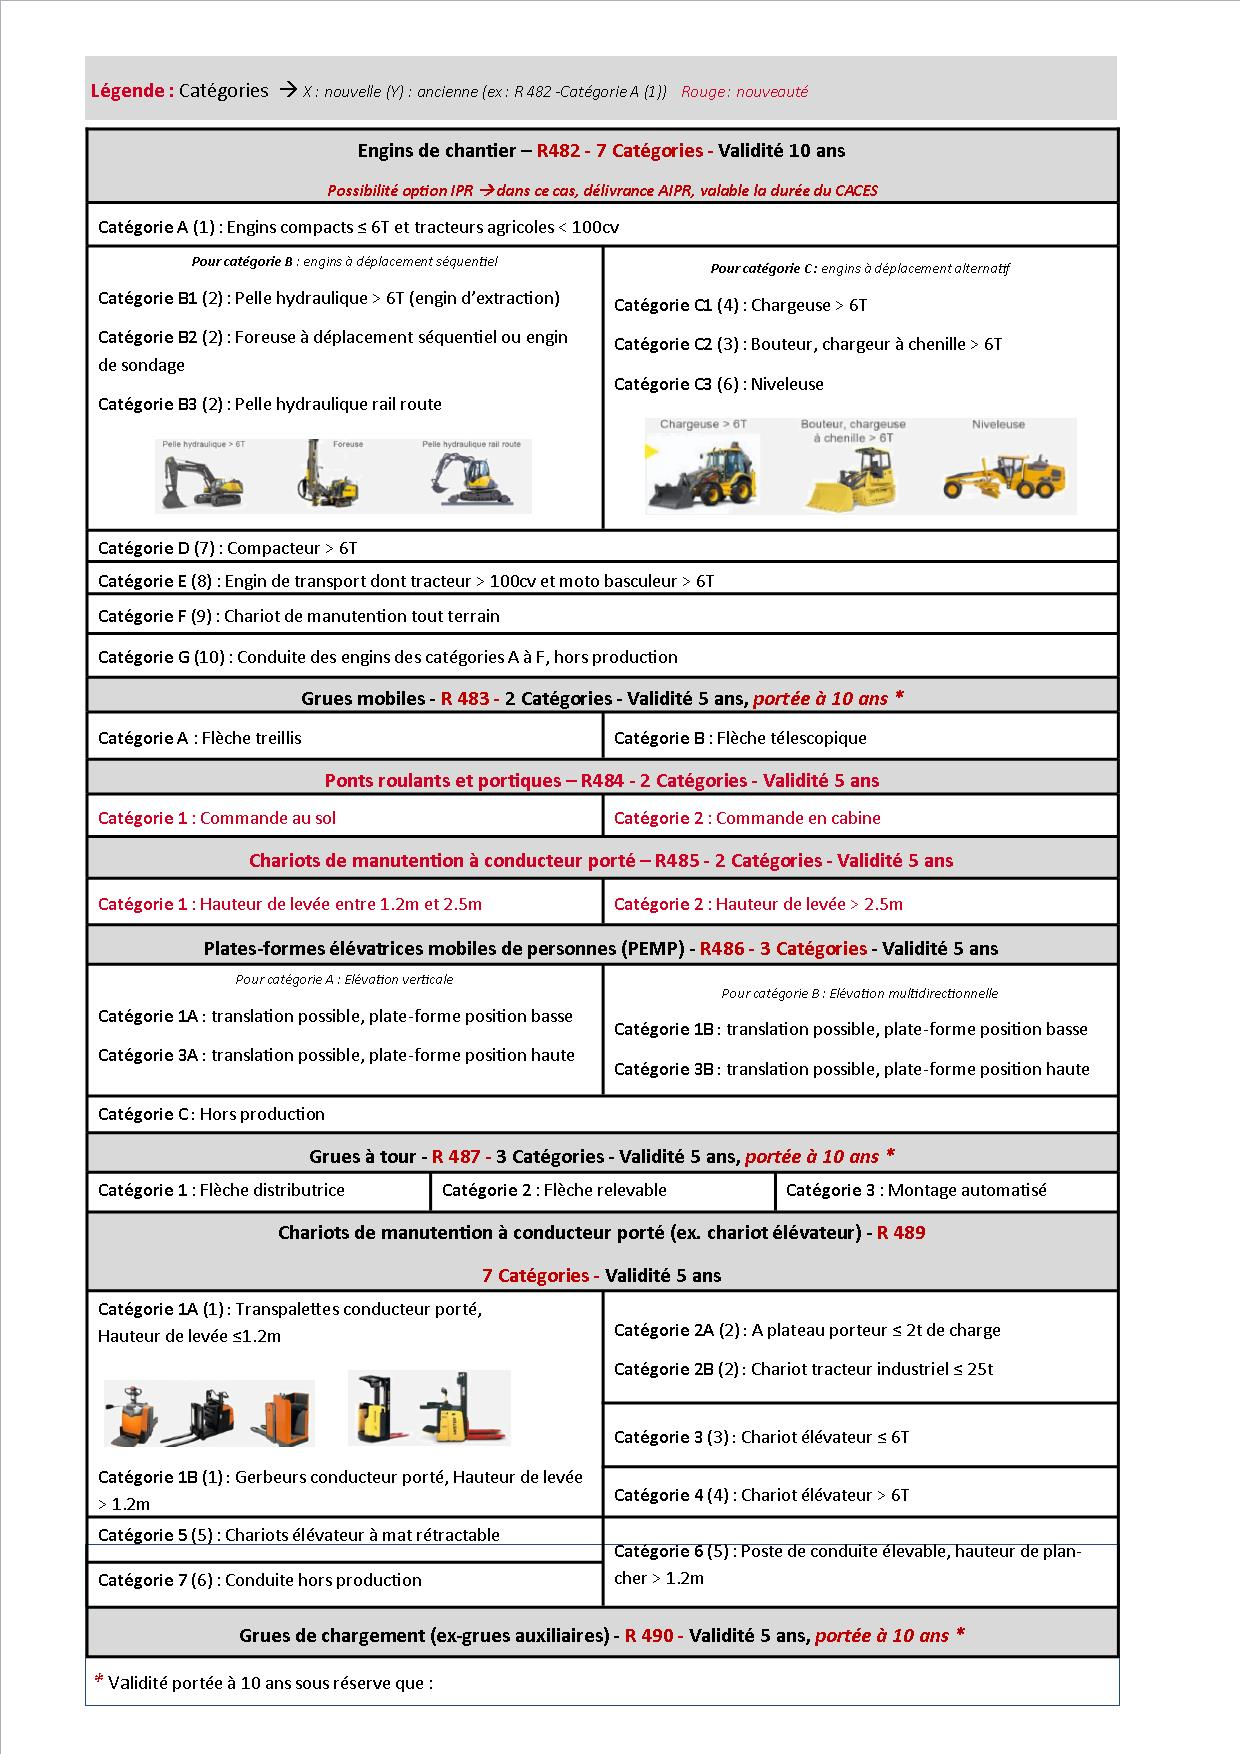 Légende : Catégories → X : nouvelle (Y) : ancienne (ex : R 482 -Catégorie A (1)) Rouge : nouveauté
Engins de chantier – R482 - 7 Catégories - Validité 10 ans
Possibilité option IPR → dans ce cas, délivrance AIPR, valable la durée du CACES
Catégorie A (1) : Engins compacts ≤ 6T et tracteurs agricoles < 100cv
Pour catégorie B : engins à déplacement séquentiel
Catégorie B1 (2) : Pelle hydraulique > 6T (engin d’extraction)
Catégorie B2 (2) : Foreuse à déplacement séquentiel ou engin
de sondage
Catégorie B3 (2) : Pelle hydraulique rail route
Pelle hydraulique > 6T
Foreuse
Pelle hydraulique rail route
Pour catégorie C : engins à déplacement alternatif
Catégorie C1 (4) : Chargeuse > 6T
Catégorie C2 (3) : Bouteur, chargeur à chenille > 6T
Catégorie C3 (6) : Niveleuse
Chargeuse > 6T
Bouteur, chargeuse
à chenille > 6T
Niveleuse
Catégorie D (7) : Compacteur > 6T
Catégorie E (8) : Engin de transport dont tracteur > 100cv et moto basculeur > 6T
Catégorie F (9) : Chariot de manutention tout terrain
Catégorie G (10) : Conduite des engins des catégories A à F, hors production
Grues mobiles - R 483 - 2 Catégories - Validité 5 ans, portée à 10 ans *
Catégorie A : Flèche treillis
Catégorie B : Flèche télescopique
Ponts roulants et portiques – R484 - 2 Catégories - Validité 5 ans
Catégorie 1 : Commande au sol
Catégorie 2 : Commande en cabine
Chariots de manutention à conducteur porté – R485 - 2 Catégories - Validité 5 ans
Catégorie 1 : Hauteur de levée entre 1.2m et 2.5m
Catégorie 2 : Hauteur de levée > 2.5m
Plates-formes élévatrices mobiles de personnes (PEMP) - R486 - 3 Catégories - Validité 5 ans
Pour catégorie A : Elévation verticale
Catégorie 1A : translation possible, plate-forme position basse
Catégorie 3A : translation possible, plate-forme position haute
Pour catégorie B : Elévation multidirectionnelle
Catégorie 1B : translation possible, plate-forme position basse
Catégorie 3B : translation possible, plate-forme position haute
Catégorie C : Hors production
Grues à tour - R 487 - 3 Catégories - Validité 5 ans, portée à 10 ans *
Catégorie 1 : Flèche distributrice
Catégorie 2 : Flèche relevable
Catégorie 3 : Montage automatisé
Chariots de manutention à conducteur porté (ex. chariot élévateur) - R 489
7 Catégories - Validité 5 ans
Catégorie 1A (1) : Transpalettes conducteur porté,
Hauteur de levée ≤1.2m
Catégorie 1B (1) : Gerbeurs conducteur porté, Hauteur de levée
> 1.2m
Catégorie 2A (2) : A plateau porteur ≤ 2t de charge
Catégorie 2B (2) : Chariot tracteur industriel ≤ 25t
Catégorie 3 (3) : Chariot élévateur ≤ 6T
Catégorie 4 (4) : Chariot élévateur > 6T
Catégorie 5 (5) : Chariots élévateur à mat rétractable
Catégorie 7 (6) : Conduite hors production
Catégorie 6 (5) : Poste de conduite élevable, hauteur de plan-
cher > 1.2m
Grues de chargement (ex-grues auxiliaires) - R 490 - Validité 5 ans, portée à 10 ans *
* Validité portée à 10 ans sous réserve que :